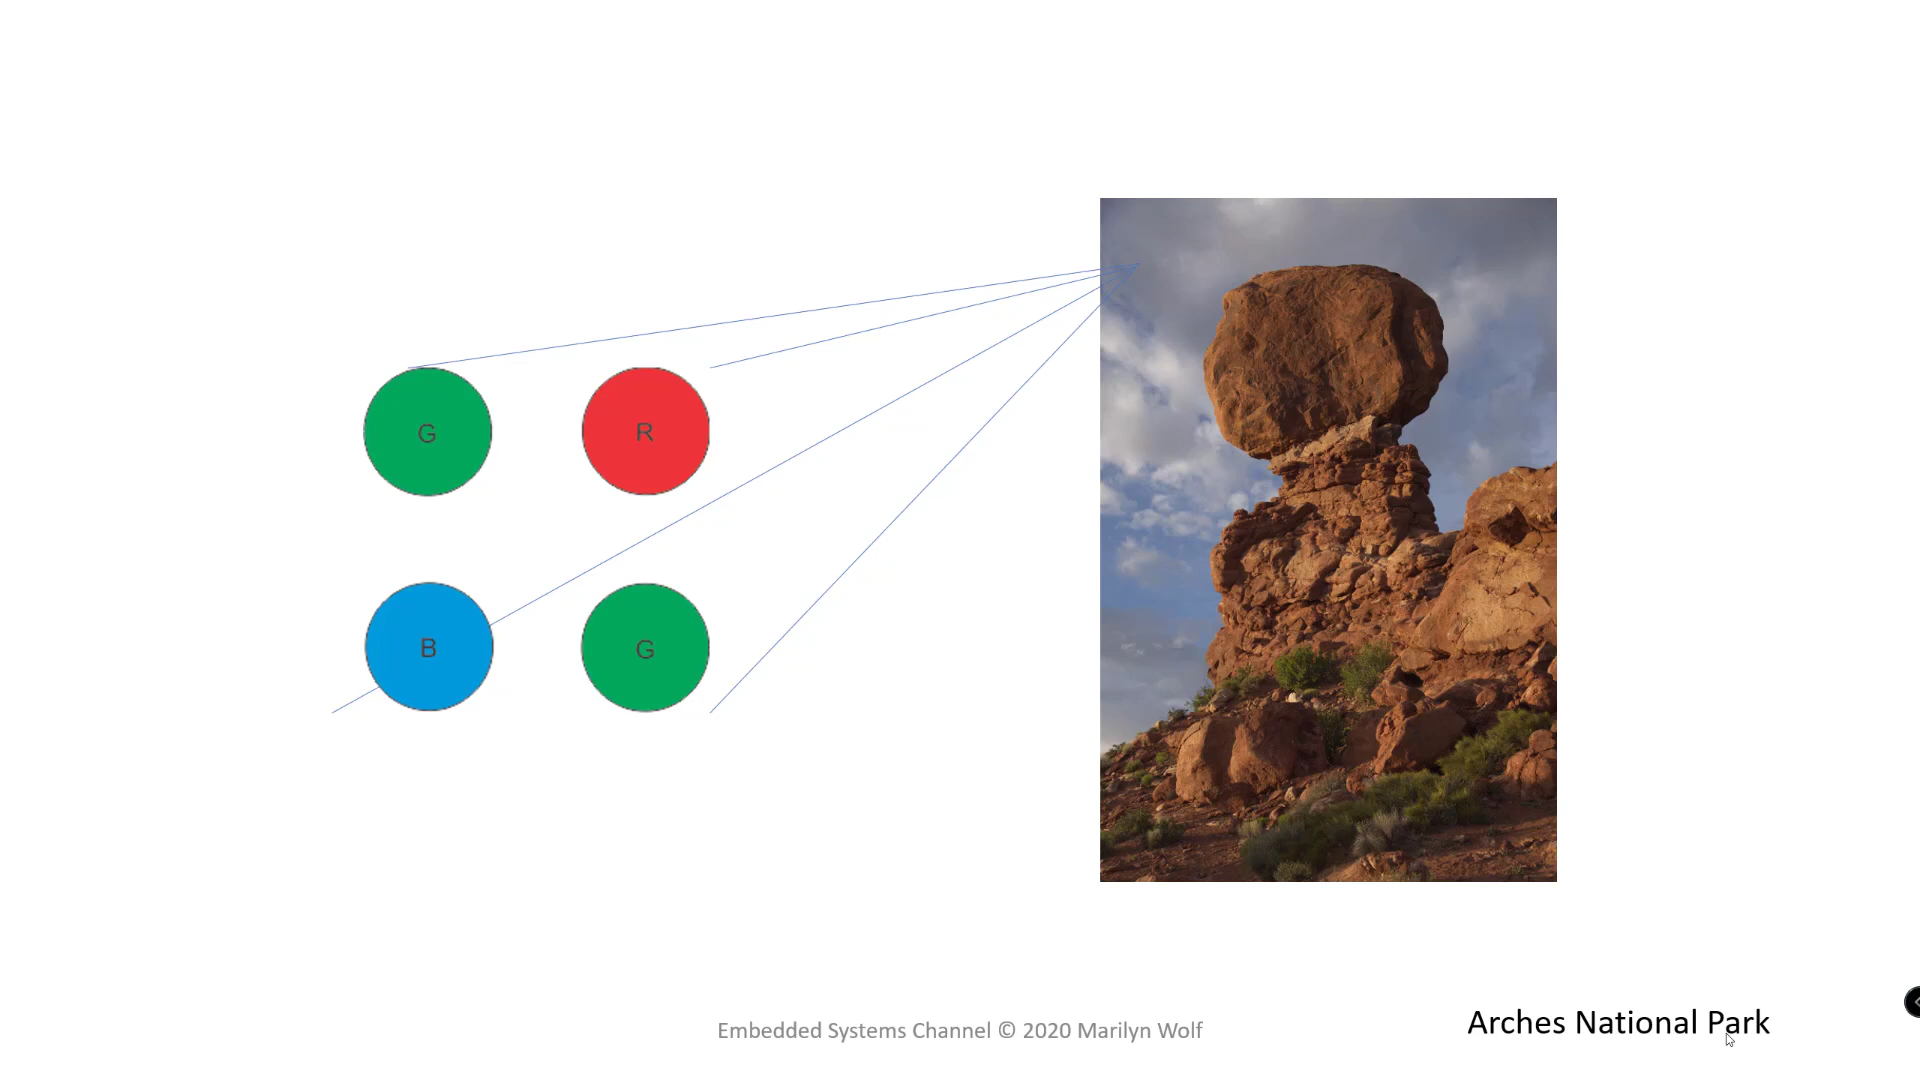 G
R
B
G
Embedded Systems Channel © 2020 Marilyn Wolf
Arches National Park